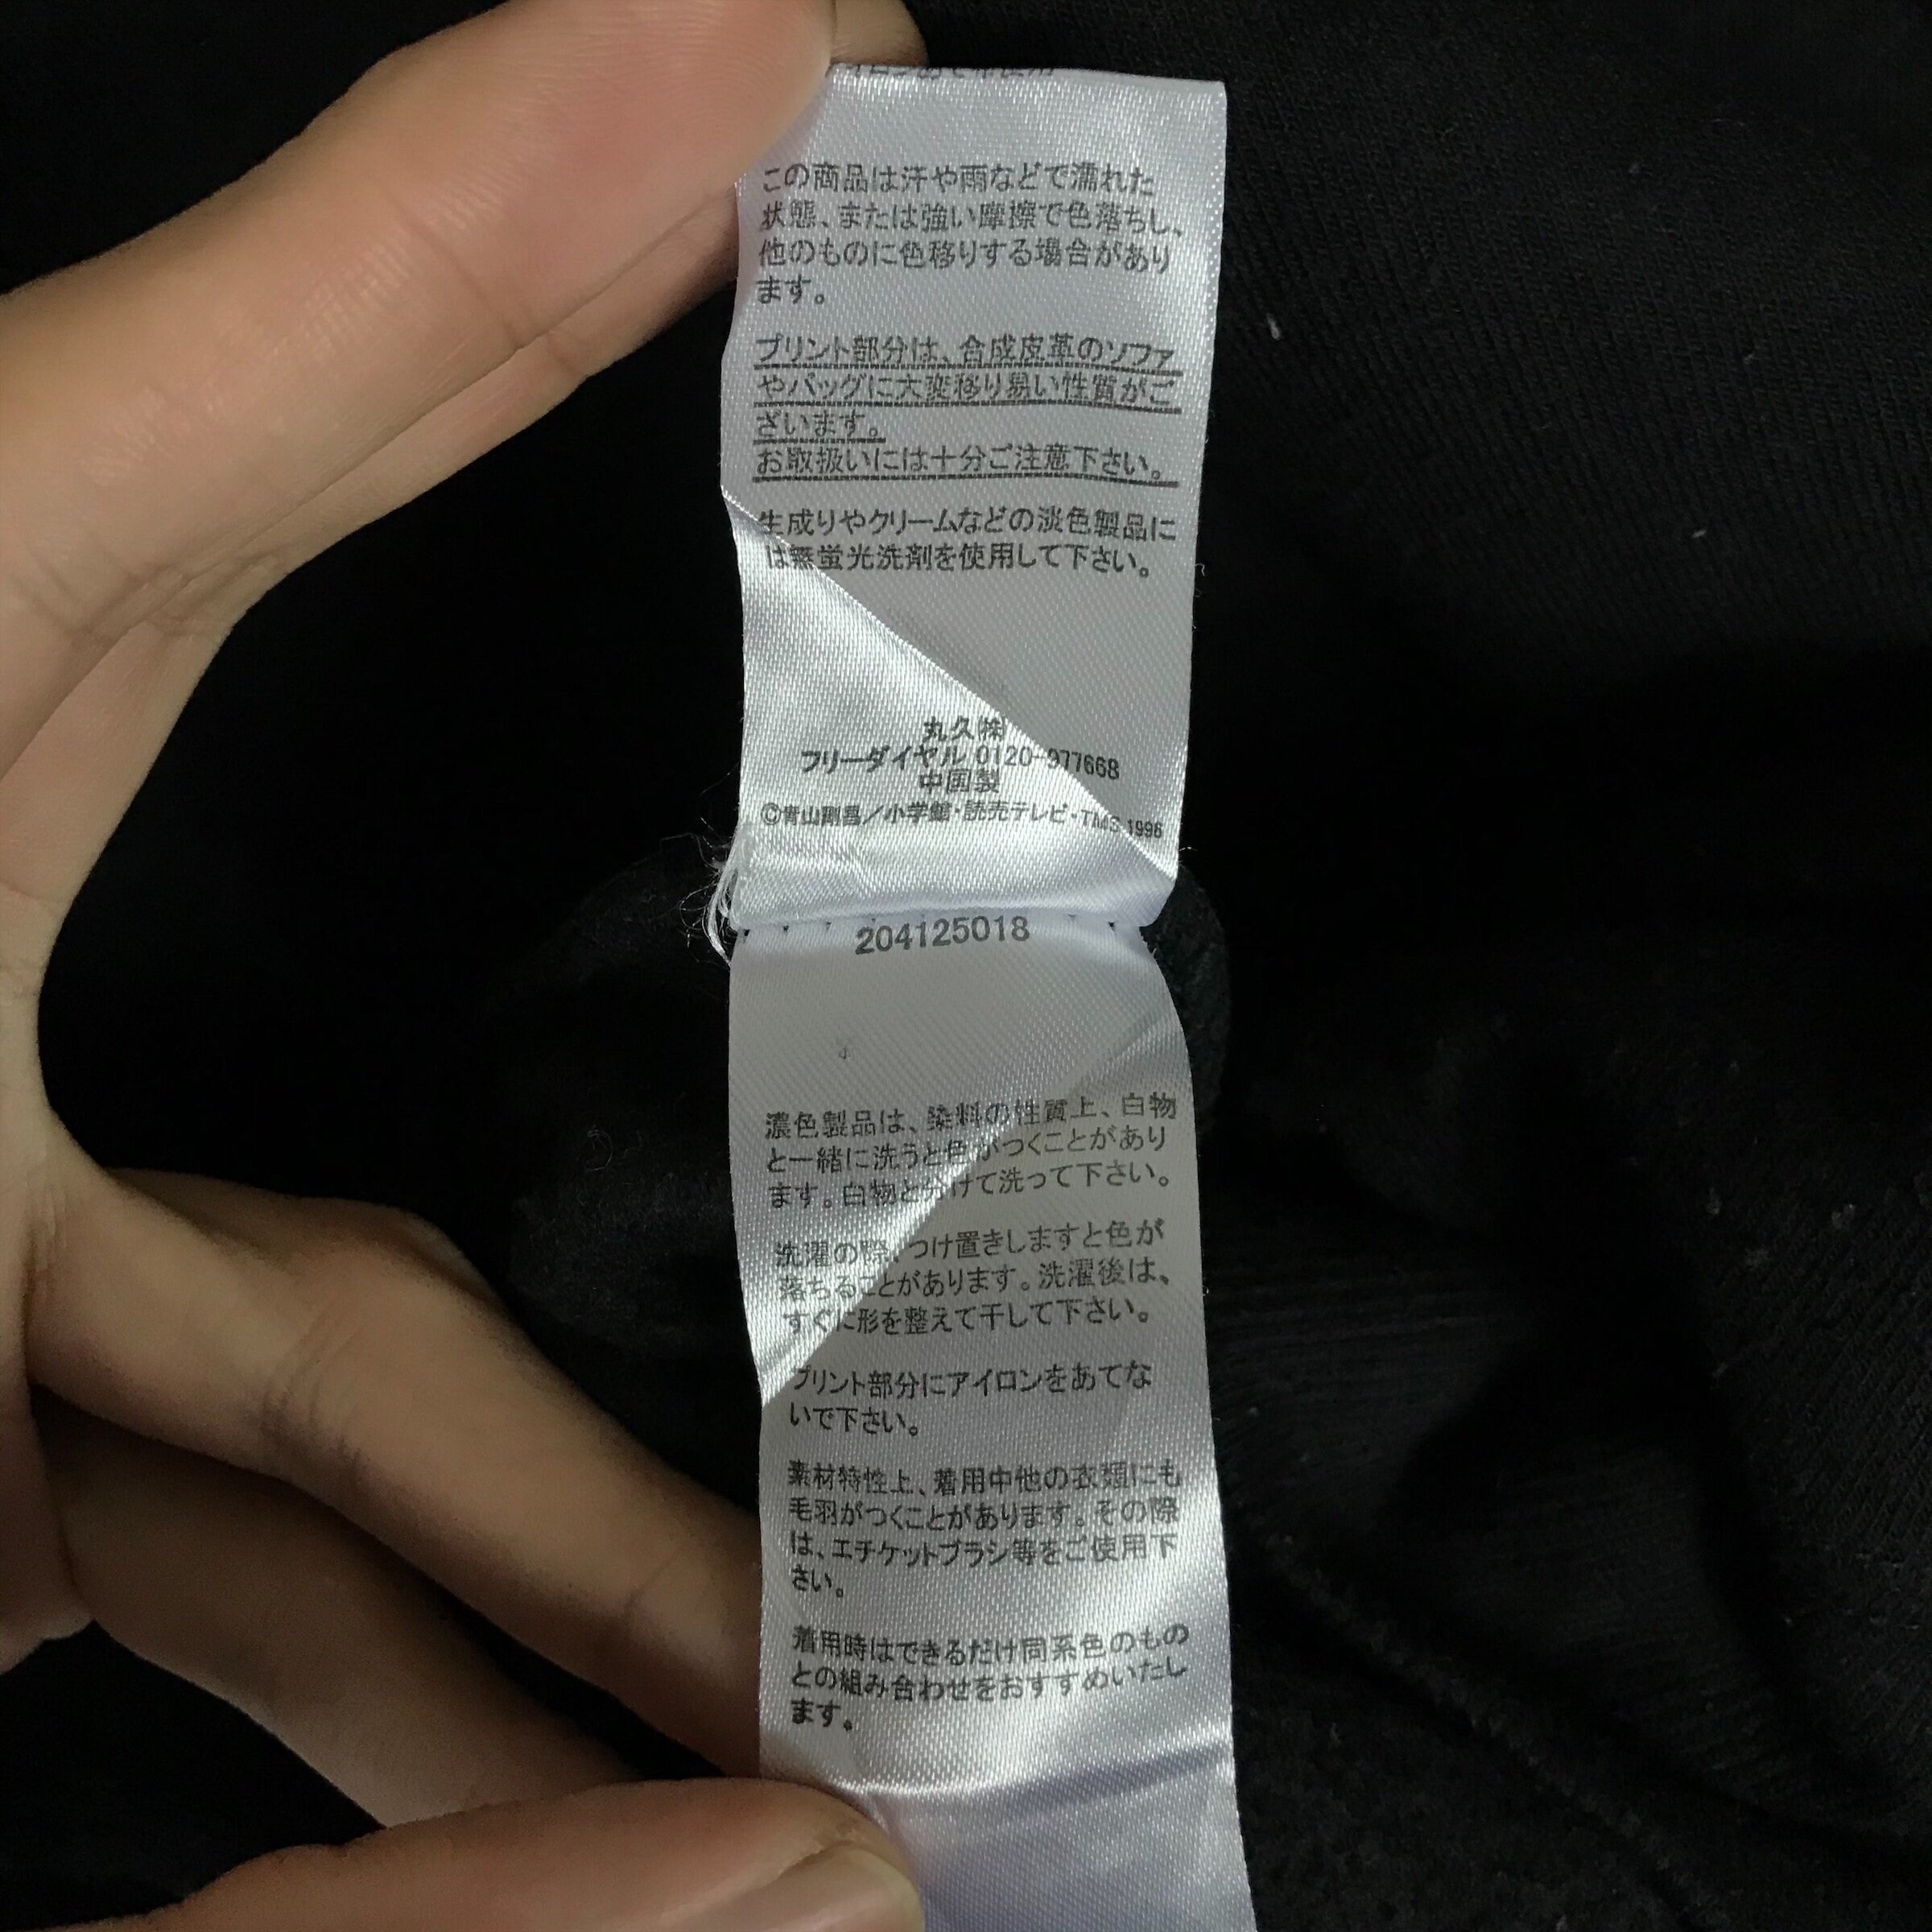 この商品は汗や雨などで濡れた
状態、または強い摩擦で色落ちし、
他のものに色移りする場合があり
ます。
プリント部分は、合成皮革のソファ
やバッグに大変移り易い性質がご
ざいます。
お取扱いには十分ご注意下さい。
生成りやクリームなどの淡色製品に
は無蛍光洗剤を使用して下さい。
丸久㈱
フリーダイヤル 0120-977668
中国製
©青山剛昌／小学館・読売テレビ・TMS 1996
204125018
濃色製品は、染料の性質上、白物
と一緒に洗うと色がつくことがあり
ます。白物と分けて洗って下さい。
洗濯の際、つけ置きしますと色が
落ちることがあります。洗濯後は、
すぐに形を整えて干して下さい。
プリント部分にアイロンをあてな
いで下さい。
素材特性上、着用中他の衣類にも
毛羽がつくことがあります。その際
は、エチケットブラシ等をご使用下
さい。
着用時はできるだけ同系色のもの
との組み合わせをおすすめいたし
ます。